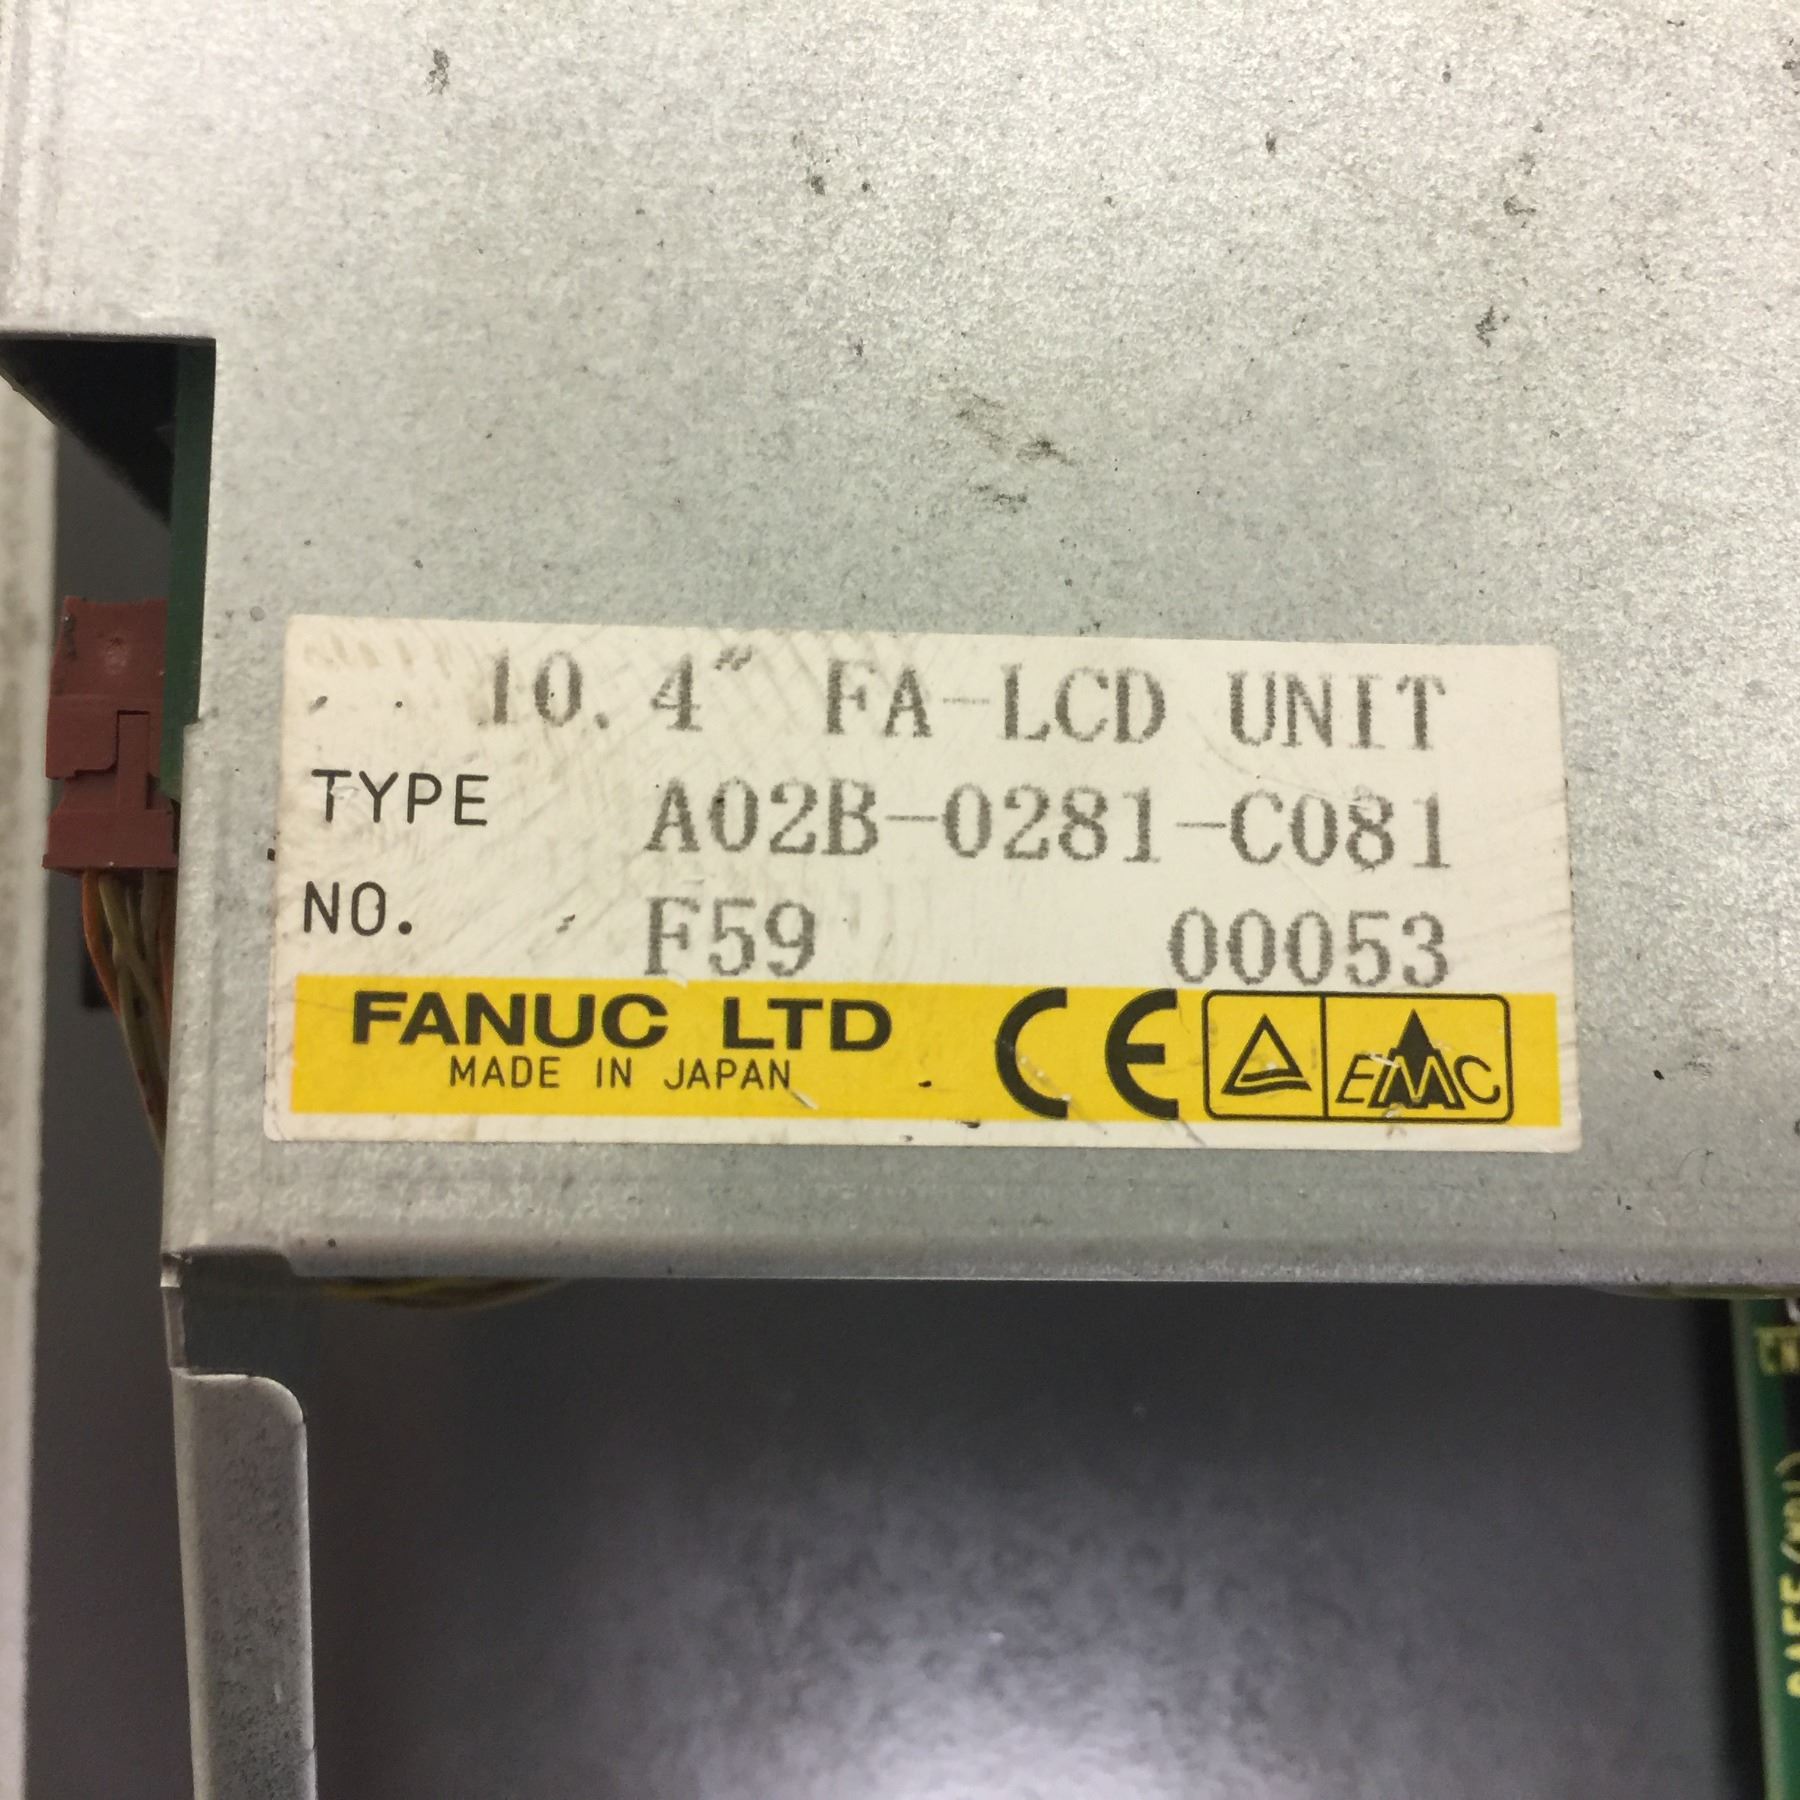 10.4" FA-LCD UNIT
TYPE A02B-0281-C081
NO. F59 00053
FANUC LTD
MADE IN JAPAN
CE
EMC